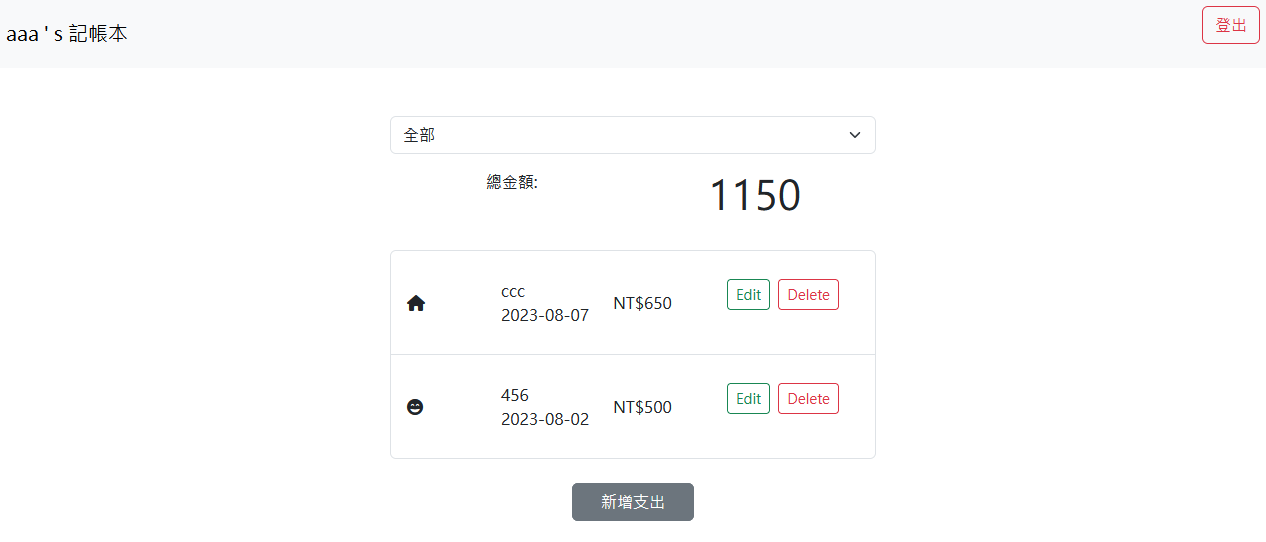 aaa ' s 記帳本
登出
全部
總金額:
1150
ccc
2023-08-07
NT$650
Edit
Delete
456
2023-08-02
NT$500
Edit
Delete
新增支出